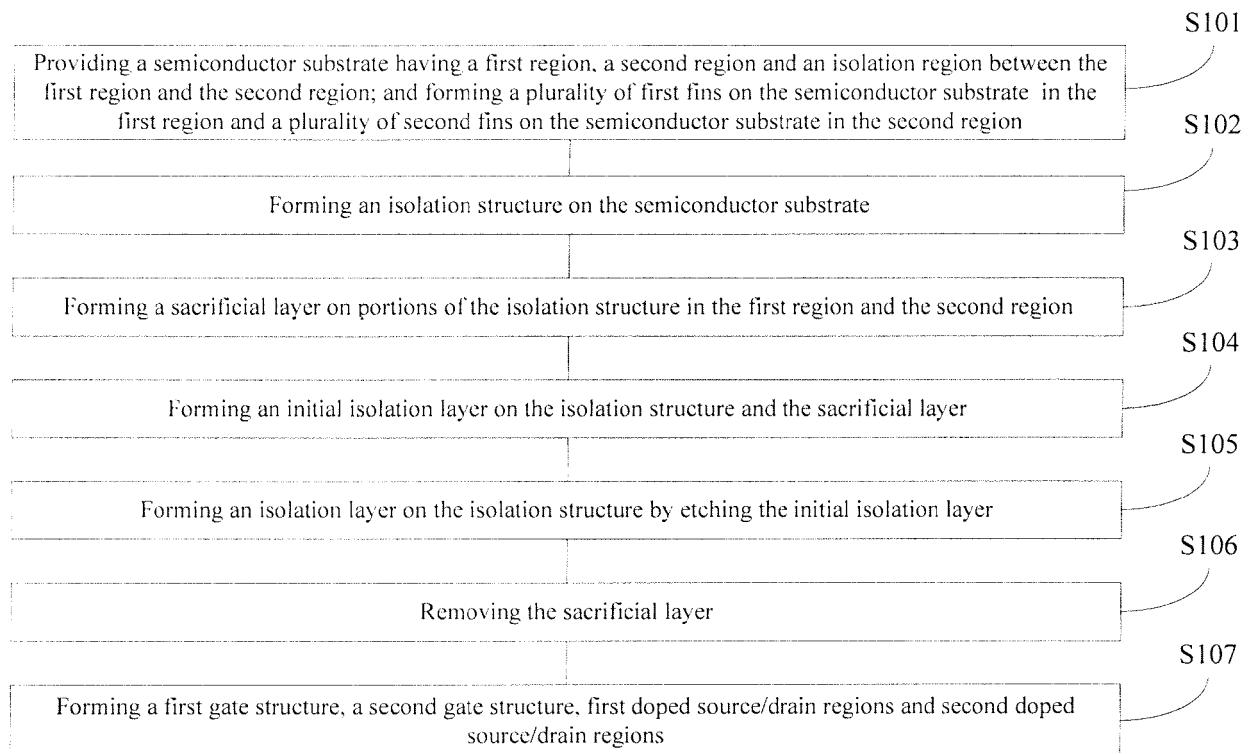 S101
Providing a semiconductor substrate having a first region, a second region and an isolation region between the
first region and the second region; and forming a plurality of first fins on the semiconductor substrate in the
first region and a plurality of second fins on the semiconductor substrate in the second region
S102
Forming an isolation structure on the semiconductor substrate
S103
Forming a sacrificial layer on portions of the isolation structure in the first region and the second region
S104
Forming an initial isolation layer on the isolation structure and the sacrificial layer
S105
Forming an isolation layer on the isolation structure by etching the initial isolation layer
S106
Removing the sacrificial layer
S107
Forming a first gate structure, a second gate structure, first doped source/drain regions and second doped
source/drain regions